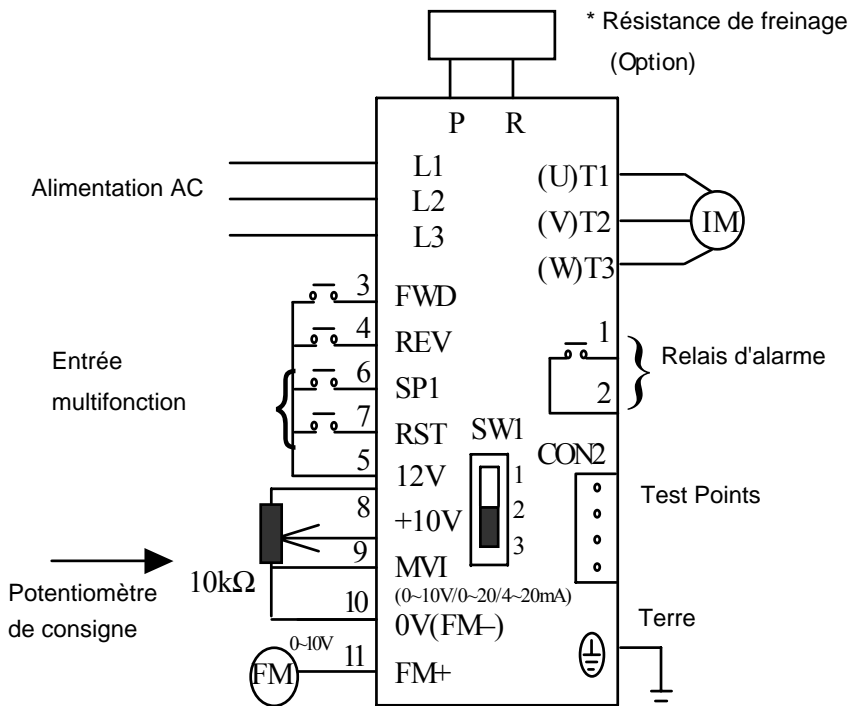 * Résistance de freinage
(Option)
P R
Alimentation AC
L1
L2
L3
(U)T1
(V)T2
(W)T3
IM
Entrée
multifonction
3 FWD
4 REV
6 SP1
7 RST
5 12V
8 +10V
9 MVI
(0~10V/0~20/4~20mA)
10 0V(FM–)
11 FM+
10kΩ
Potentiomètre
de consigne
0~10V
FM
SW1
1
2
3
1
2
Relais d'alarme
CON2
Test Points
Terre